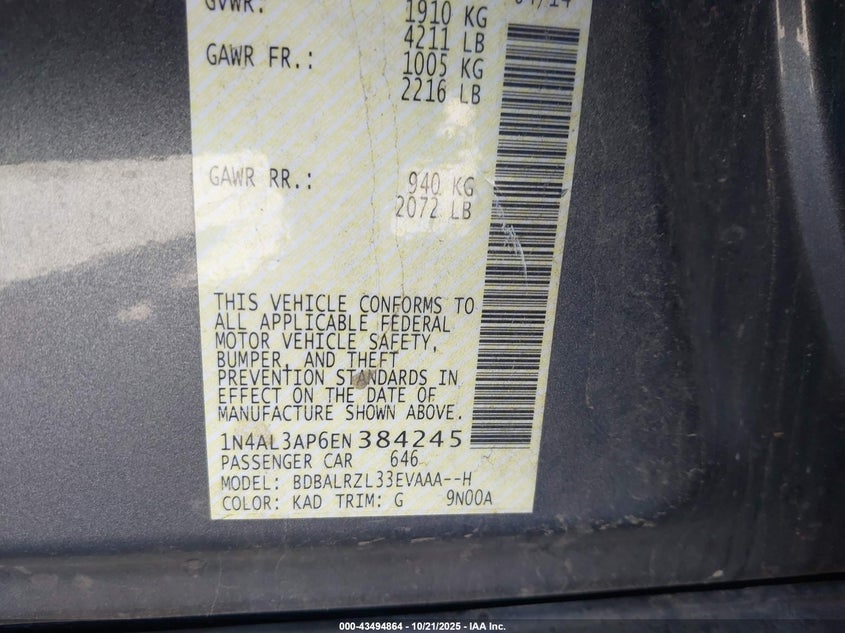 GVWR: 1910 KG
4211 LB
GAWR FR.: 1005 KG
2216 LB
GAWR RR.: 940 KG
2072 LB
THIS VEHICLE CONFORMS TO
ALL APPLICABLE FEDERAL
MOTOR VEHICLE SAFETY,
BUMPER, AND THEFT
PREVENTION STANDARDS IN
EFFECT ON THE DATE OF
MANUFACTURE SHOWN ABOVE.
1N4AL3AP6EN384245
PASSENGER CAR 646
MODEL: BDBALRZL33EVAAA--H
COLOR: KAD TRIM: G 9N00A
000-43494864 - 10/21/2025 - IAA Inc.